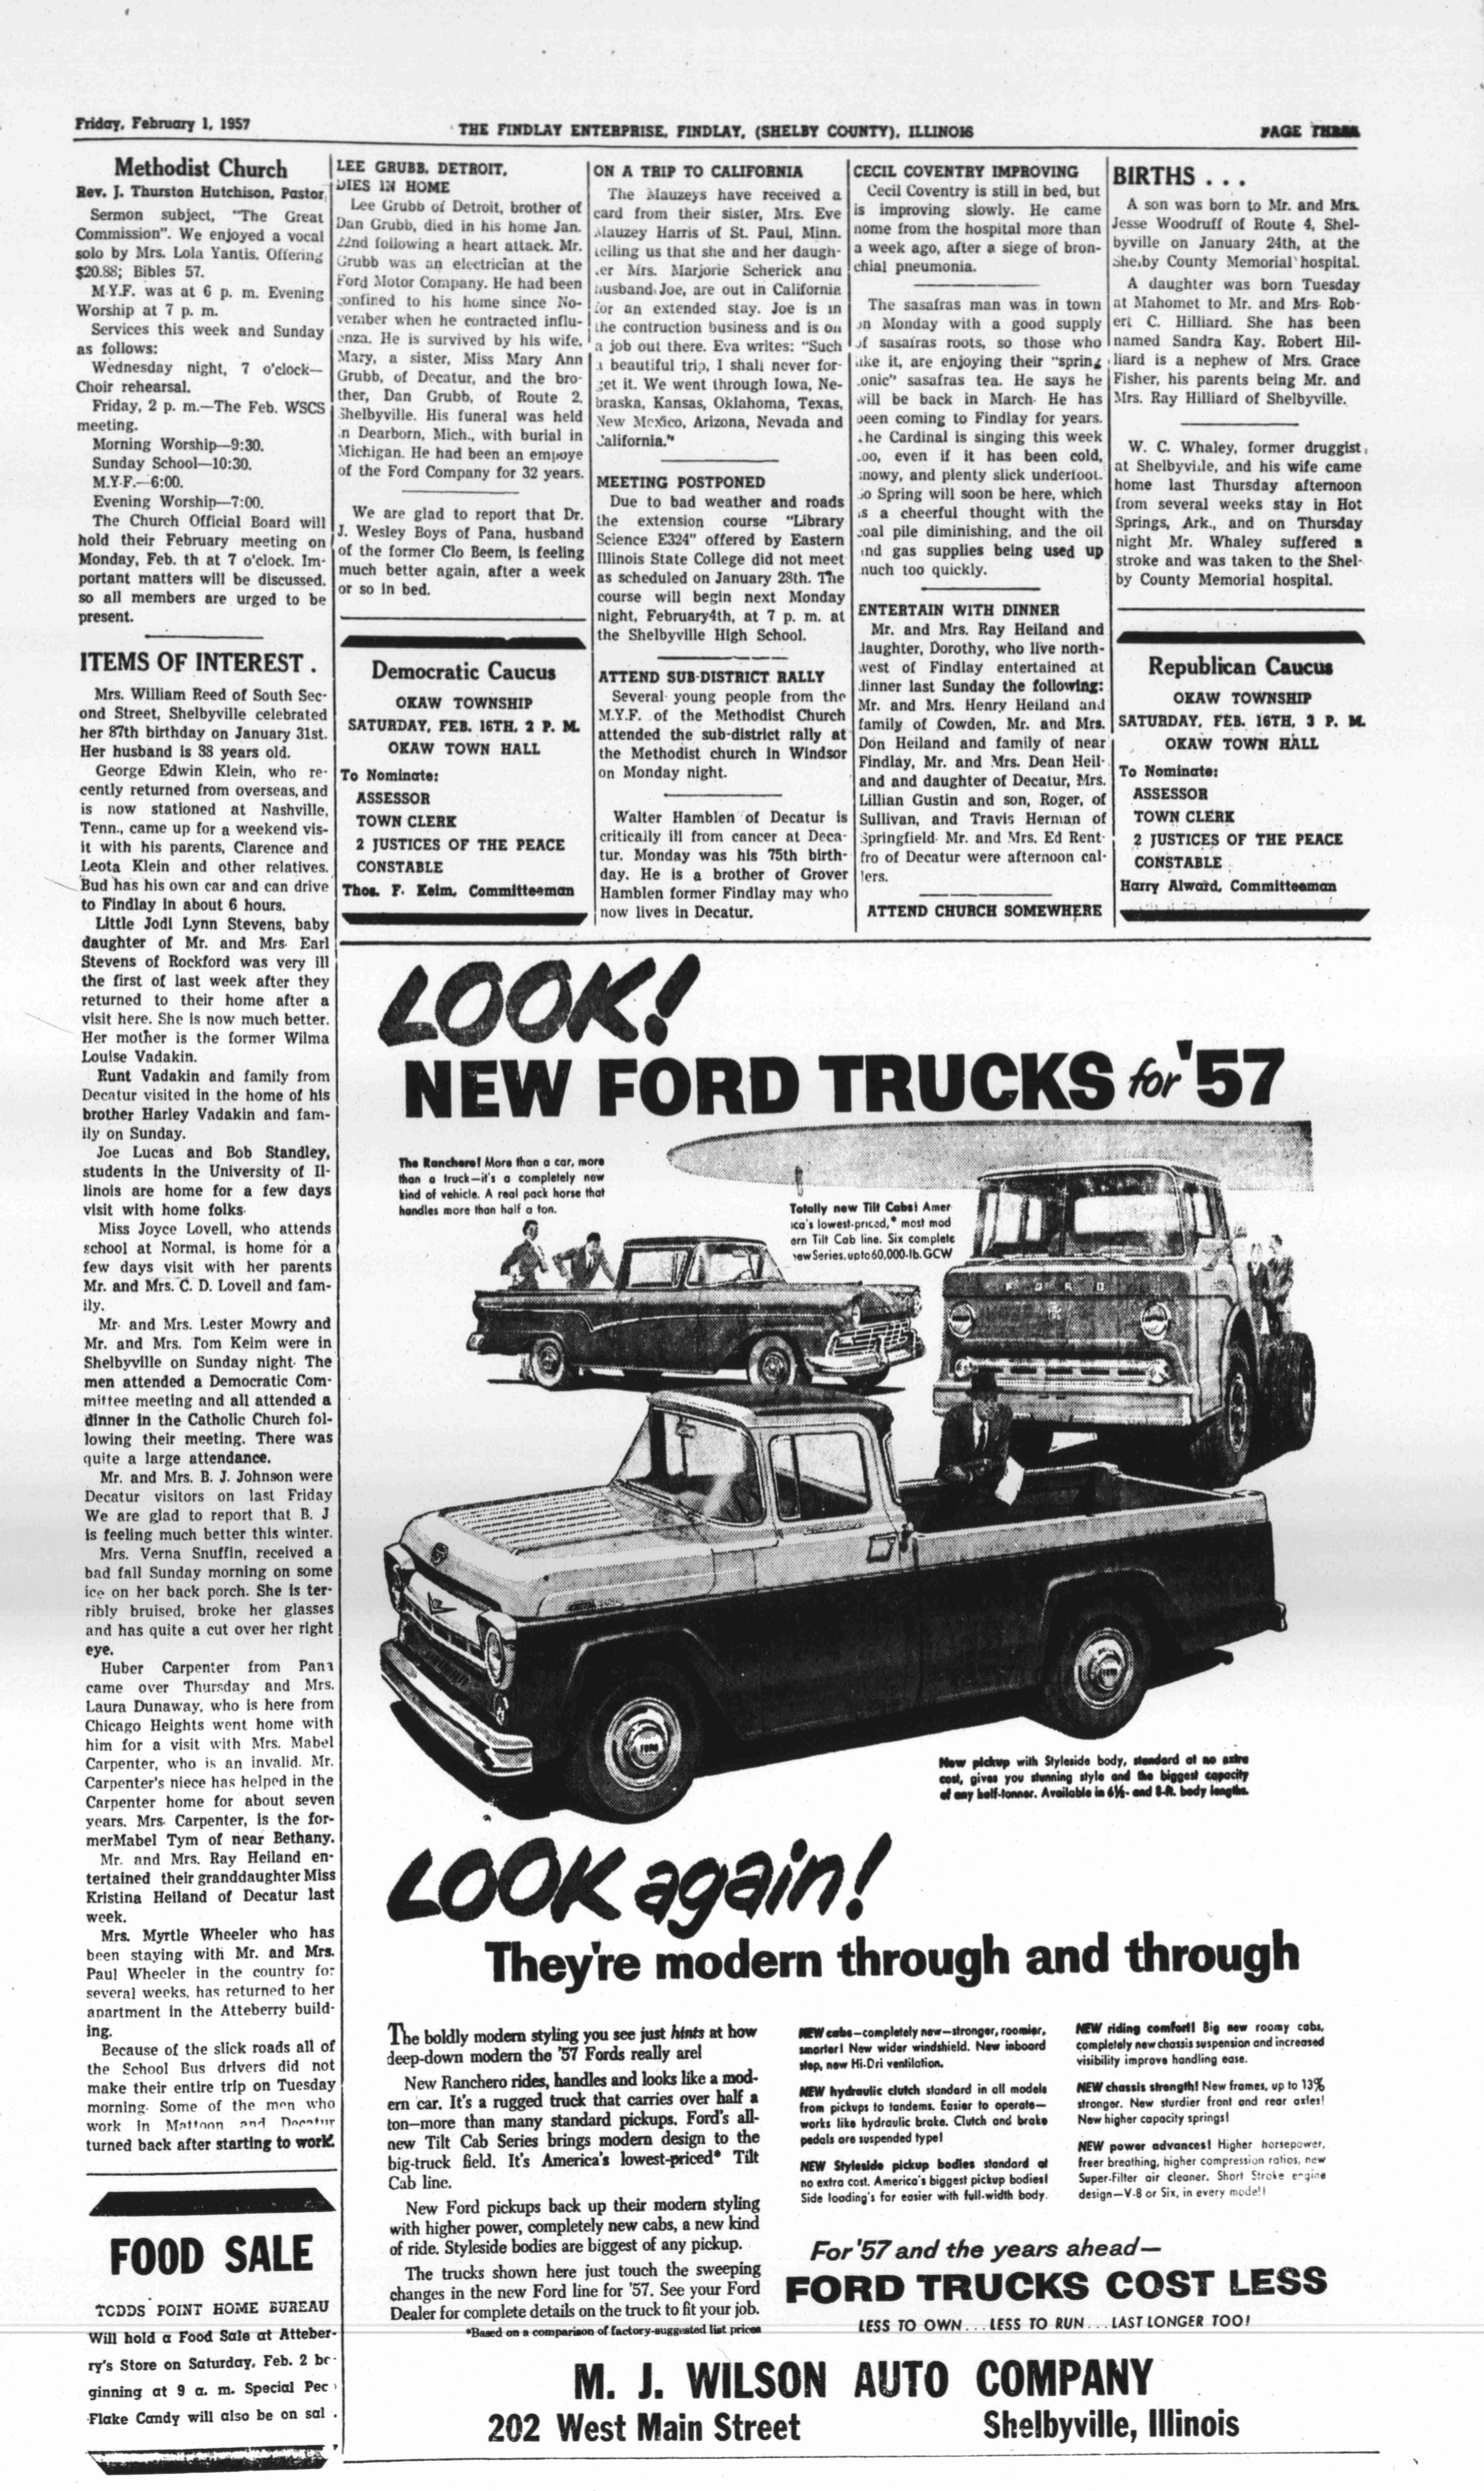 Friday, February 1, 1957
THE FINDLAY ENTERPRISE, FINDLAY, (SHELBY COUNTY), ILLINOIS
PAGE THREE
Methodist Church
Rev. J. Thurston Hutchison, Pastor
Sermon subject, "The Great
Commission". We enjoyed a vocal
solo by Mrs. Lola Yantis. Offering
$20.88; Bibles 57.
M.Y.F. was at 6 p. m. Evening
Worship at 7 p. m.
Services this week and Sunday
as follows:
Wednesday night, 7 o'clock—
Choir rehearsal.
Friday, 2 p. m.—The Feb. WSCS
meeting.
Morning Worship—9:30.
Sunday School—10:30.
M.Y.F.—6:00.
Evening Worship—7:00.
The Church Official Board will
hold their February meeting on
Monday, Feb. th at 7 o'clock. Im-
portant matters will be discussed,
so all members are urged to be
present.
ITEMS OF INTEREST .
Mrs. William Reed of South Sec-
ond Street, Shelbyville celebrated
her 87th birthday on January 31st.
Her husband is 38 years old.
George Edwin Klein, who re-
cently returned from overseas, and
is now stationed at Nashville,
Tenn., came up for a weekend vis-
it with his parents, Clarence and
Leota Klein and other relatives.
Bud has his own car and can drive
to Findlay in about 6 hours.
Little Jodi Lynn Stevens, baby
daughter of Mr. and Mrs. Earl
Stevens of Rockford was very ill
the first of last week after they
returned to their home after a
visit here. She is now much better.
Her mother is the former Wilma
Louise Vadakin.
Runt Vadakin and family from
Decatur visited in the home of his
brother Harley Vadakin and fam-
ily on Sunday.
Joe Lucas and Bob Standley,
students in the University of Il-
linois are home for a few days
visit with home folks.
Miss Joyce Lovell, who attends
school at Normal, is home for a
few days visit with her parents
Mr. and Mrs. C. D. Lovell and fam-
ily.
Mr. and Mrs. Lester Mowry and
Mr. and Mrs. Tom Keim were in
Shelbyville on Sunday night. The
men attended a Democratic Com-
mittee meeting and all attended a
dinner in the Catholic Church fol-
lowing their meeting. There was
quite a large attendance.
Mr. and Mrs. B. J. Johnson were
Decatur visitors on last Friday
We are glad to report that B. J
is feeling much better this winter.
Mrs. Verna Snuffin, received a
bad fall Sunday morning on some
ice on her back porch. She is ter-
ribly bruised, broke her glasses
and has quite a cut over her right
eye.
Huber Carpenter from Pana
came over Thursday and Mrs.
Laura Dunaway, who is here from
Chicago Heights went home with
him for a visit with Mrs. Mabel
Carpenter, who is an invalid. Mr.
Carpenter's niece has helped in the
Carpenter home for about seven
years. Mrs. Carpenter, is the for-
merMabel Tym of near Bethany.
Mr. and Mrs. Ray Heiland en-
tertained their granddaughter Miss
Kristina Heiland of Decatur last
week.
Mrs. Myrtle Wheeler who has
been staying with Mr. and Mrs.
Paul Wheeler in the country for
several weeks, has returned to her
apartment in the Atteberry build-
ing.
Because of the slick roads all of
the School Bus drivers did not
make their entire trip on Tuesday
morning. Some of the men who
work in Mattoon and Decatur
turned back after starting to work.
FOOD SALE
TODDS POINT HOME BUREAU
Will hold a Food Sale at Atteber-
ry's Store on Saturday, Feb. 2 be-
ginning at 9 a. m. Special Pec
Flake Candy will also be on sal .
LEE GRUBB, DETROIT,
DIES IN HOME
Lee Grubb of Detroit, brother of
Dan Grubb, died in his home Jan.
22nd following a heart attack. Mr.
Grubb was an electrician at the
Ford Motor Company. He had been
confined to his home since No-
vember when he contracted influ-
enza. He is survived by his wife,
Mary, a sister, Miss Mary Ann
Grubb, of Decatur, and the bro-
ther, Dan Grubb, of Route 2,
Shelbyville. His funeral was held
in Dearborn, Mich., with burial in
Michigan. He had been an empoye
of the Ford Company for 32 years.
We are glad to report that Dr.
J. Wesley Boys of Pana, husband
of the former Clo Beem, is feeling
much better again, after a week
or so in bed.
Democratic Caucus
OKAW TOWNSHIP
SATURDAY, FEB. 16TH, 2 P. M.
OKAW TOWN HALL
To Nominate:
ASSESSOR
TOWN CLERK
2 JUSTICES OF THE PEACE
CONSTABLE
Thos. F. Keim, Committeeman
ON A TRIP TO CALIFORNIA
The Mauzeys have received a
card from their sister, Mrs. Eve
Mauzey Harris of St. Paul, Minn.
telling us that she and her daugh-
ter Mrs. Marjorie Scherick and
husband, Joe, are out in California
for an extended stay. Joe is in
the contruction business and is on
a job out there. Eva writes: "Such
a beautiful trip, I shall never for-
get it. We went through Iowa, Ne-
braska, Kansas, Oklahoma, Texas,
New Mexico, Arizona, Nevada and
California."
MEETING POSTPONED
Due to bad weather and roads
the extension course "Library
Science E324" offered by Eastern
Illinois State College did not meet
as scheduled on January 28th. The
course will begin next Monday
night, February4th, at 7 p. m. at
the Shelbyville High School.
ATTEND SUB-DISTRICT RALLY
Several young people from the
M.Y.F. of the Methodist Church
attended the sub-district rally at
the Methodist church in Windsor
on Monday night.
Walter Hamblen of Decatur is
critically ill from cancer at Deca-
tur. Monday was his 75th birth-
day. He is a brother of Grover
Hamblen former Findlay may who
now lives in Decatur.
CECIL COVENTRY IMPROVING
Cecil Coventry is still in bed, but
is improving slowly. He came
home from the hospital more than
a week ago, after a siege of bron-
chial pneumonia.
The sasafras man was in town
on Monday with a good supply
of sasafras roots, so those who
like it, are enjoying their "spring
tonic" sasafras tea. He says he
will be back in March. He has
been coming to Findlay for years.
The Cardinal is singing this week
too, even if it has been cold,
snowy, and plenty slick underfoot.
So Spring will soon be here, which
is a cheerful thought with the
coal pile diminishing, and the oil
and gas supplies being used up
much too quickly.
ENTERTAIN WITH DINNER
Mr. and Mrs. Ray Heiland and
daughter, Dorothy, who live north-
west of Findlay entertained at
dinner last Sunday the following:
Mr. and Mrs. Henry Heiland and
family of Cowden, Mr. and Mrs.
Don Heiland and family of near
Findlay, Mr. and Mrs. Dean Heil-
and and daughter of Decatur, Mrs.
Lillian Gustin and son, Roger, of
Sullivan, and Travis Herman of
Springfield. Mr. and Mrs. Ed Rent-
fro of Decatur were afternoon cal-
lers.
ATTEND CHURCH SOMEWHERE
BIRTHS . . .
A son was born to Mr. and Mrs.
Jesse Woodruff of Route 4, Shel-
byville on January 24th, at the
Shelby County Memorial hospital.
A daughter was born Tuesday
at Mahomet to Mr. and Mrs. Rob-
ert C. Hilliard. She has been
named Sandra Kay. Robert Hil-
liard is a nephew of Mrs. Grace
Fisher, his parents being Mr. and
Mrs. Ray Hilliard of Shelbyville.
W. C. Whaley, former druggist
at Shelbyville, and his wife came
home last Thursday afternoon
from several weeks stay in Hot
Springs, Ark., and on Thursday
night Mr. Whaley suffered a
stroke and was taken to the Shel-
by County Memorial hospital.
Republican Caucus
OKAW TOWNSHIP
SATURDAY, FEB. 16TH, 3 P. M.
OKAW TOWN HALL
To Nominate:
ASSESSOR
TOWN CLERK
2 JUSTICES OF THE PEACE
CONSTABLE
Harry Alward, Committeeman
LOOK!
NEW FORD TRUCKS for '57
The Ranchero! More than a car, more
than a truck—it's a completely new
kind of vehicle. A real pack horse that
handles more than half a ton.
Totally new Tilt Cabs! Amer
ica's lowest-priced,* most mod
ern Tilt Cab line. Six complete
new Series, up to 60,000-lb. GCW
FORD
New pickup with Styleside body, standard at no extra
cost, gives you stunning style and the biggest capacity
of any half-tonner. Available in 6½- and 8-ft. body lengths.
LOOK again!
They're modern through and through
The boldly modern styling you see just hints at how
deep-down modern the '57 Fords really are!
New Ranchero rides, handles and looks like a mod-
ern car. It's a rugged truck that carries over half a
ton—more than many standard pickups. Ford's all-
new Tilt Cab Series brings modern design to the
big-truck field. It's America's lowest-priced* Tilt
Cab line.
New Ford pickups back up their modern styling
with higher power, completely new cabs, a new kind
of ride. Styleside bodies are biggest of any pickup.
The trucks shown here just touch the sweeping
changes in the new Ford line for '57. See your Ford
Dealer for complete details on the truck to fit your job.
*Based on a comparison of factory-suggested list prices
NEW cabs—completely new—stronger, roomier,
smarter! New wider windshield. New inboard
step, new Hi-Dri ventilation.
NEW hydraulic clutch standard in all models
from pickups to tandems. Easier to operate—
works like hydraulic brake. Clutch and brake
pedals are suspended type!
NEW Styleside pickup bodies standard at
no extra cost. America's biggest pickup bodies!
Side loading's far easier with full-width body.
NEW riding comfort! Big new roomy cabs,
completely new chassis suspension and increased
visibility improve handling ease.
NEW chassis strength! New frames, up to 13%
stronger. New sturdier front and rear axles!
New higher capacity springs!
NEW power advances! Higher horsepower,
freer breathing, higher compression ratios, new
Super-Filter air cleaner. Short Stroke engine
design—V-8 or Six, in every model!
For '57 and the years ahead—
FORD TRUCKS COST LESS
LESS TO OWN... LESS TO RUN... LAST LONGER TOO!
M. J. WILSON AUTO COMPANY
202 West Main Street
Shelbyville, Illinois